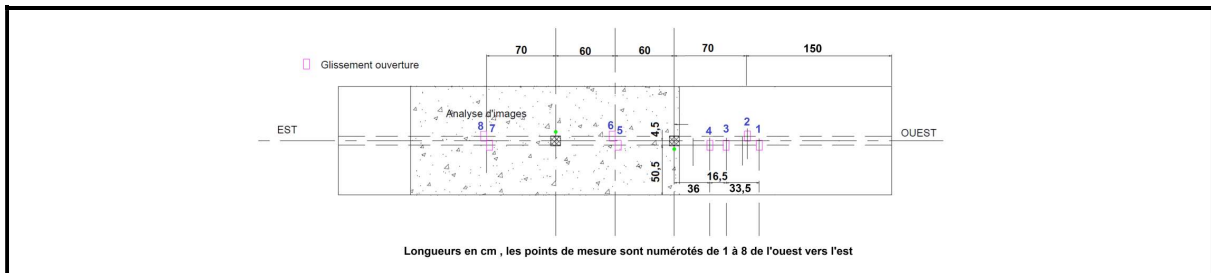 70 60 60 70 150
Glissement ouverture
Analyse d'images
EST
8 7 6 5 4 3 2 1
OUEST
4,5
50,5
16,5
36 33,5
Longueurs en cm , les points de mesure sont numérotés de 1 à 8 de l'ouest vers l'est